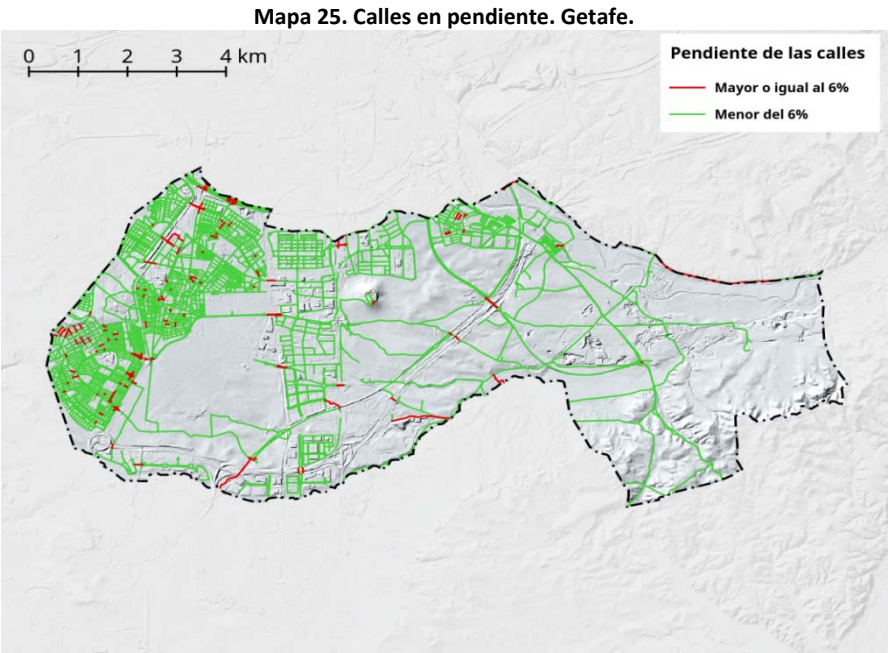 Mapa 25. Calles en pendiente. Getafe.
0 1 2 3 4 km
Pendiente de las calles
Mayor o igual al 6%
Menor del 6%